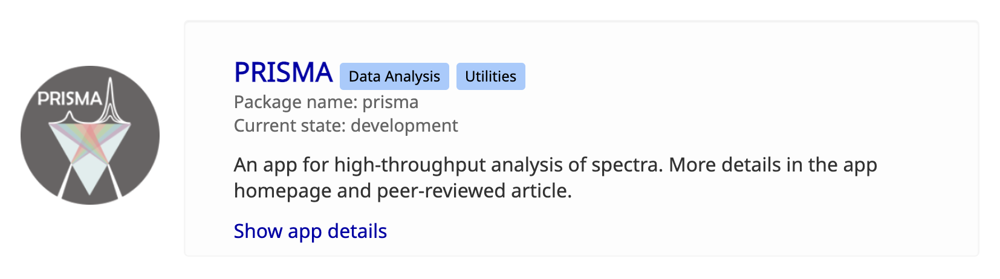 PRISMA
PRISMA Data Analysis Utilities
Package name: prisma
Current state: development
An app for high-throughput analysis of spectra. More details in the app
homepage and peer-reviewed article.
Show app details